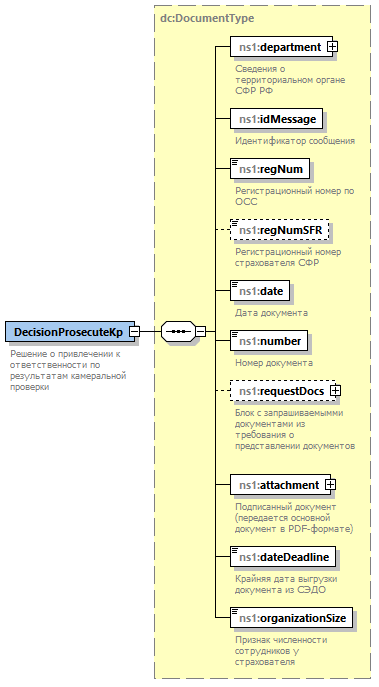 dc:DocumentType
ns1:department
Сведения о
территориальном органе
СФР РФ
ns1:idMessage
Идентификатор сообщения
ns1:regNum
Регистрационный номер по
ОСС
ns1:regNumSFR
Регистрационный номер
страхователя СФР
ns1:date
Дата документа
DecisionProsecuteKp
Решение о привлечении к
ответственности по
результатам камеральной
проверки
ns1:number
Номер документа
ns1:requestDocs
Блок с запрашиваемыми
документами из
требования о
представлении документов
ns1:attachment
Подписанный документ
(передается основной
документ в PDF-формате)
ns1:dateDeadline
Крайняя дата выгрузки
документа из СЭДО
ns1:organizationSize
Признак численности
сотрудников у
страхователя